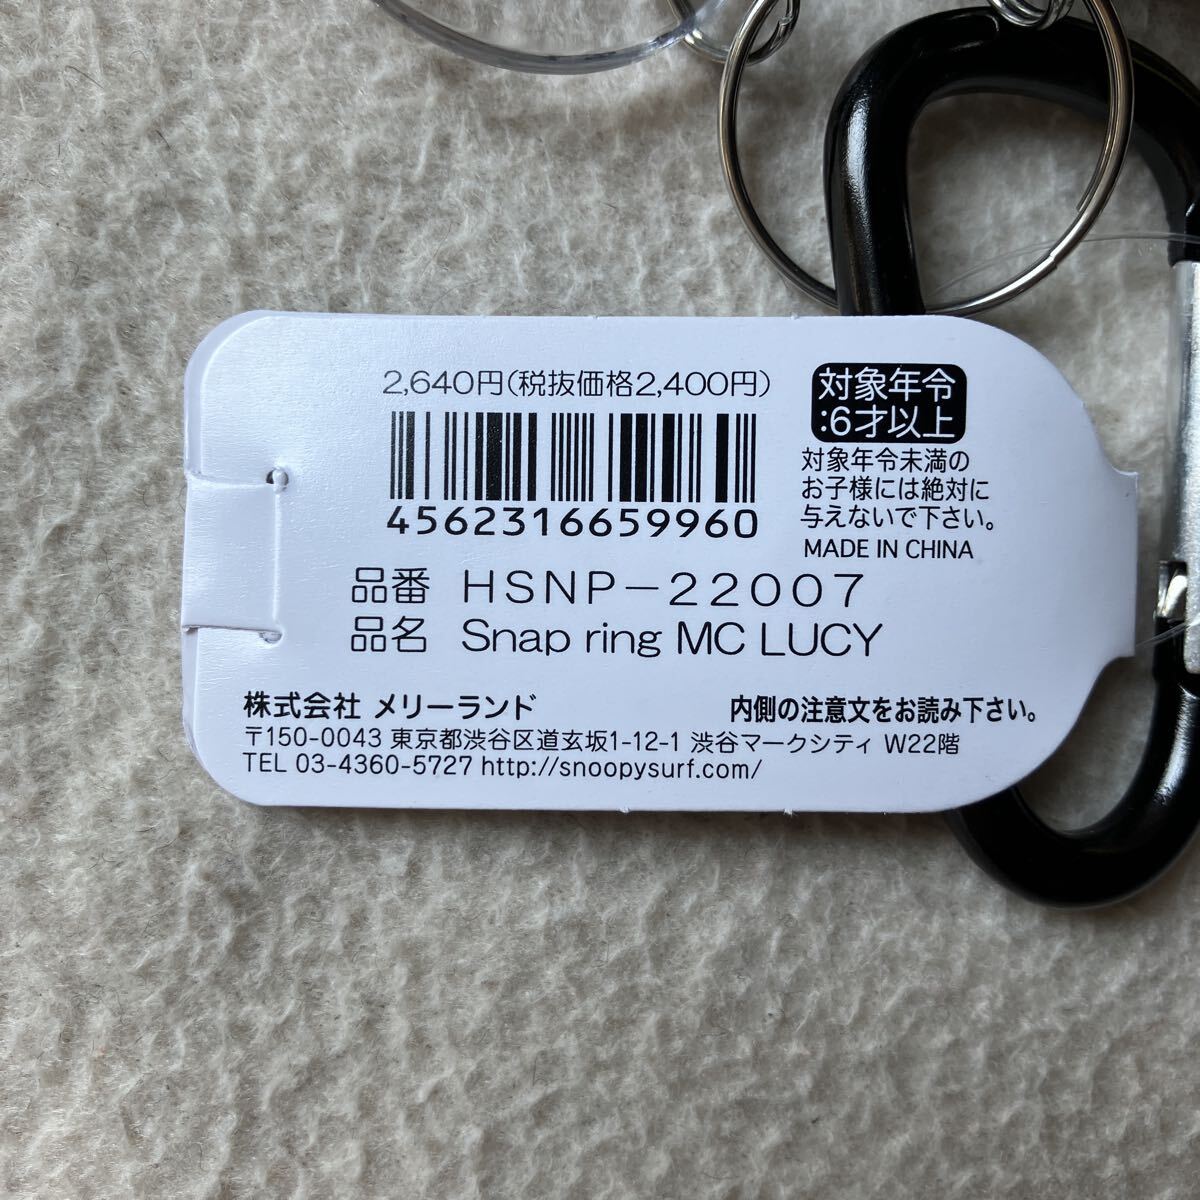 2,640円(税抜価格2,400円)
4562316659960
対象年令
:6才以上
対象年令未満の
お子様には絶対に
与えないで下さい。
MADE IN CHINA
品番 HSNP-22007
品名 Snap ring MC LUCY
株式会社 メリーランド
内側の注意文をお読み下さい。
〒150-0043 東京都渋谷区道玄坂1-12-1 渋谷マークシティ W22階
TEL 03-4360-5727 http://snoopysurf.com/